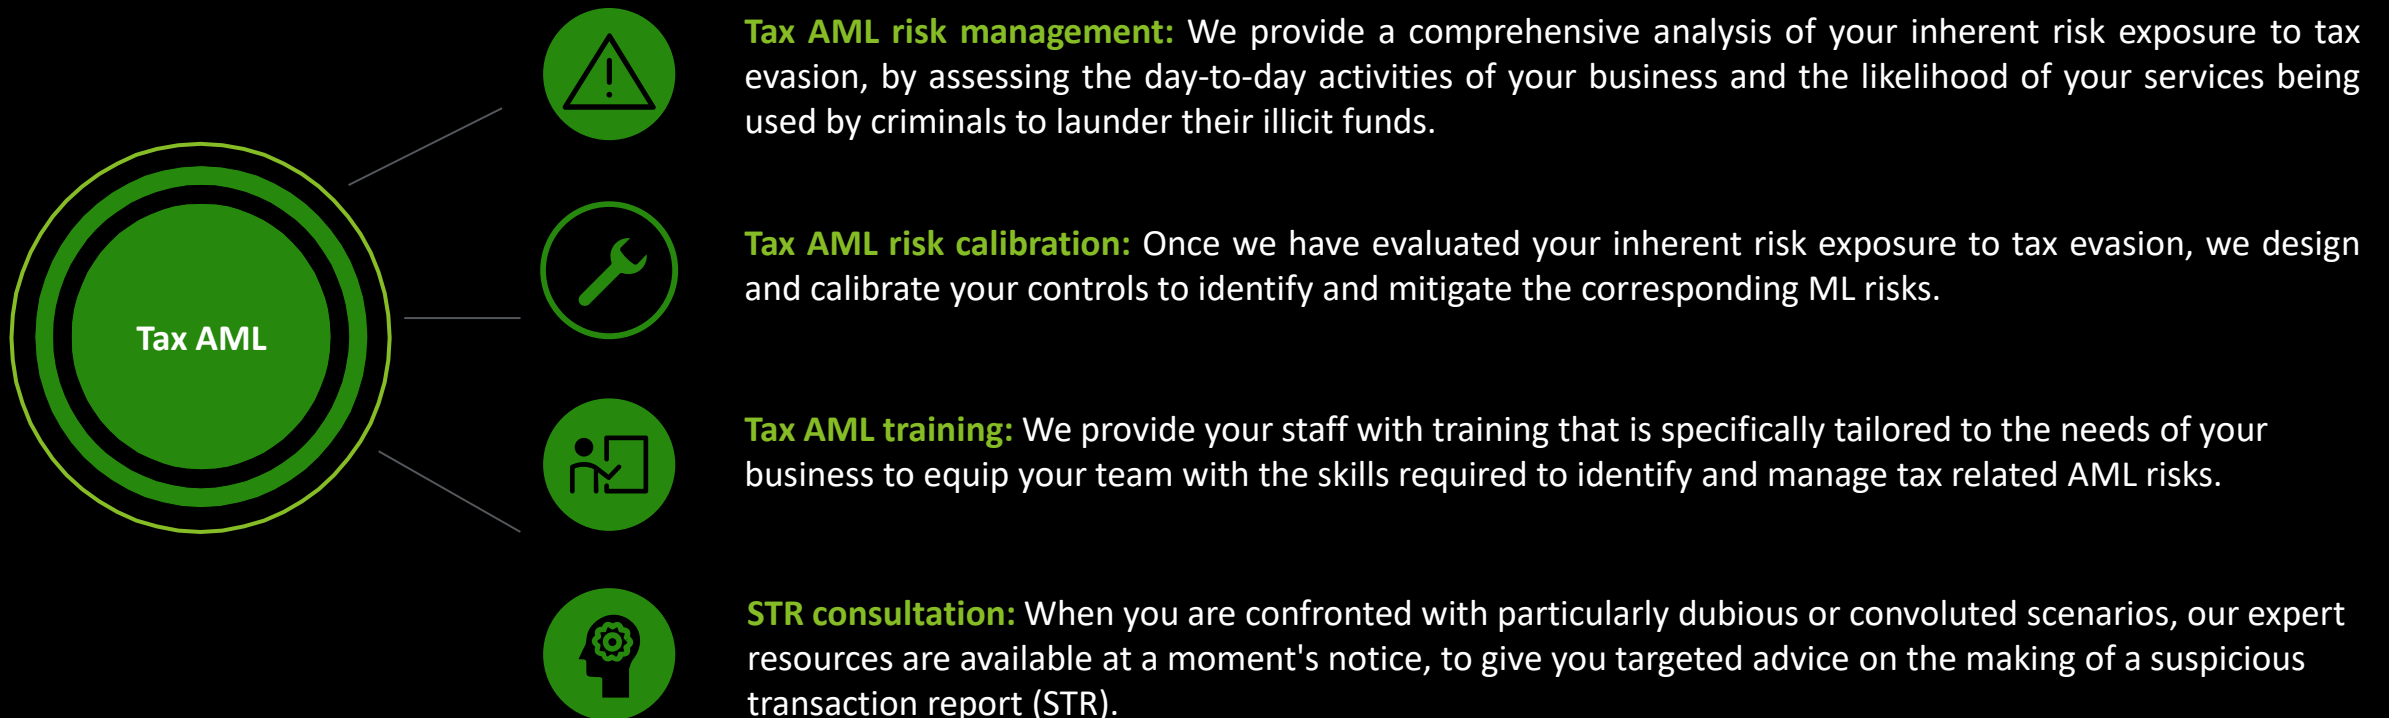 Tax AML
Tax AML risk management: We provide a comprehensive analysis of your inherent risk exposure to tax
evasion, by assessing the day-to-day activities of your business and the likelihood of your services being
used by criminals to launder their illicit funds.
Tax AML risk calibration: Once we have evaluated your inherent risk exposure to tax evasion, we design
and calibrate your controls to identify and mitigate the corresponding ML risks.
Tax AML training: We provide your staff with training that is specifically tailored to the needs of your
business to equip your team with the skills required to identify and manage tax related AML risks.
STR consultation: When you are confronted with particularly dubious or convoluted scenarios, our expert
resources are available at a moment's notice, to give you targeted advice on the making of a suspicious
transaction report (STR).